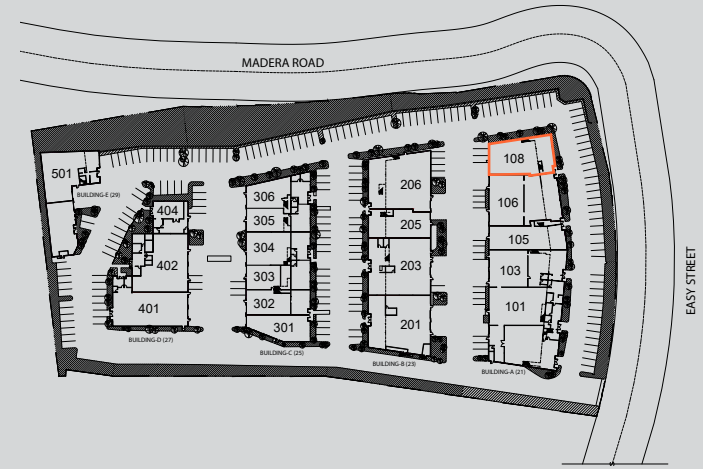 MADERA ROAD
EASY STREET
501
BUILDING-E (29)
404
402
401
BUILDING-D (27)
306
305
304
303
302
301
BUILDING-C (25)
206
205
203
201
BUILDING-B (23)
108
106
105
103
101
BUILDING-A (21)